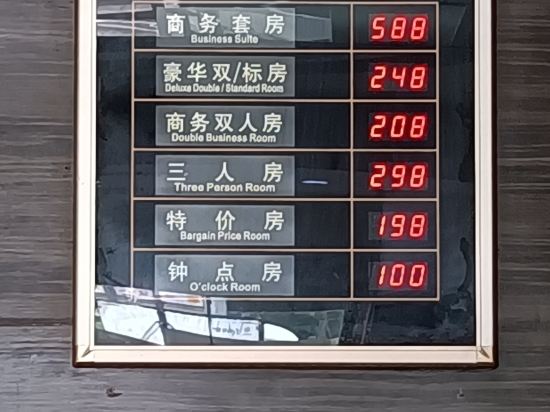 商务套房 588
Business Suite
豪华双/标房 248
Deluxe Double / Standard Room
商务双人房 208
Double Business Room
三人房 298
Three Person Room
特价房 198
Bargain Price Room
钟点房 100
O'clock Room